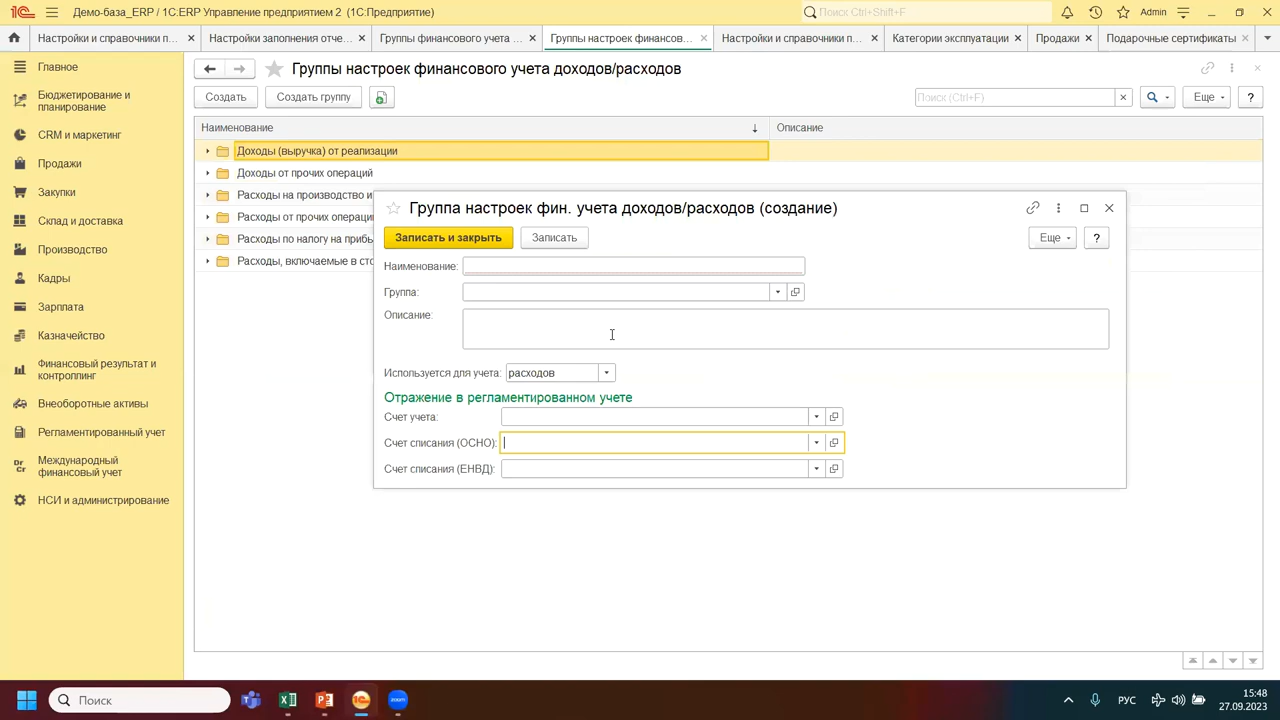 Демо-база_ERP / 1C:ERP Управление предприятием 2 (1С:Предприятие)
Поиск Ctrl+Shift+F
Admin
Настройки и справочники п...
Настройки заполнения отче...
Группы финансового учета ...
Группы настроек финансов...
Настройки и справочники п...
Категории эксплуатации
Продажи
Подарочные сертификаты
Главное
Бюджетирование и планирование
CRM и маркетинг
Продажи
Закупки
Склад и доставка
Производство
Кадры
Зарплата
Казначейство
Финансовый результат и контроллинг
Внеоборотные активы
Регламентированный учет
Международный финансовый учет
НСИ и администрирование
Группы настроек финансового учета доходов/расходов
Создать
Создать группу
Поиск (Ctrl+F)
Еще
?
Наименование
Описание
Доходы (выручка) от реализации
Доходы от прочих операций
Расходы на производство и
Расходы от прочих операци
Расходы по налогу на прибь
Расходы, включаемые в сто
Группа настроек фин. учета доходов/расходов (создание)
Записать и закрыть
Записать
Еще
?
Наименование:
Группа:
Описание:
Используется для учета: расходов
Отражение в регламентированном учете
Счет учета:
Счет списания (ОСНО):
Счет списания (ЕНВД):
Поиск
РУС
15:48
27.09.2023